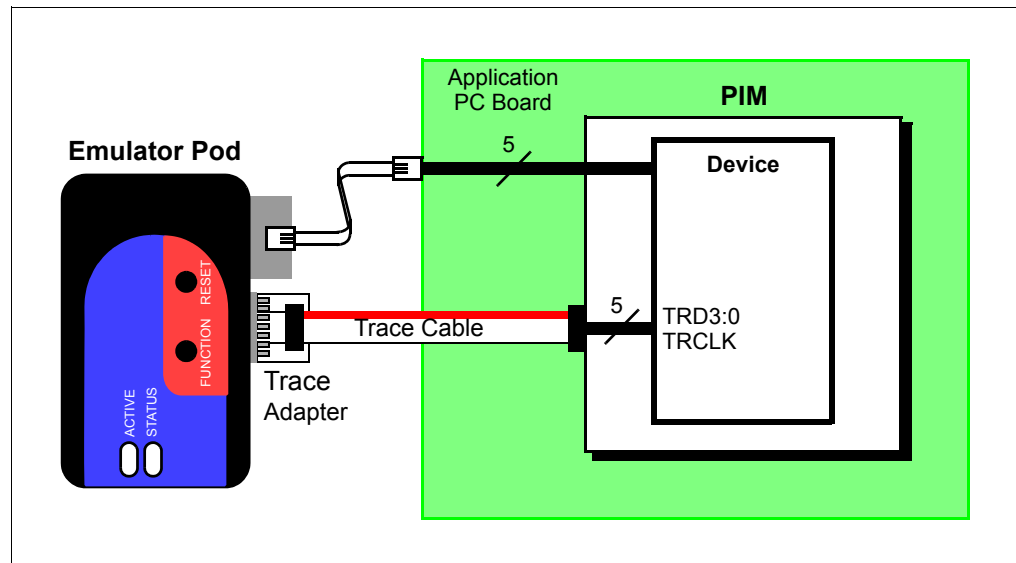 Application
PC Board
PIM
Emulator Pod
5
Device
RESET
FUNCTION
5
TRD3:0
TRCLK
Trace Cable
Trace
Adapter
ACTIVE
STATUS